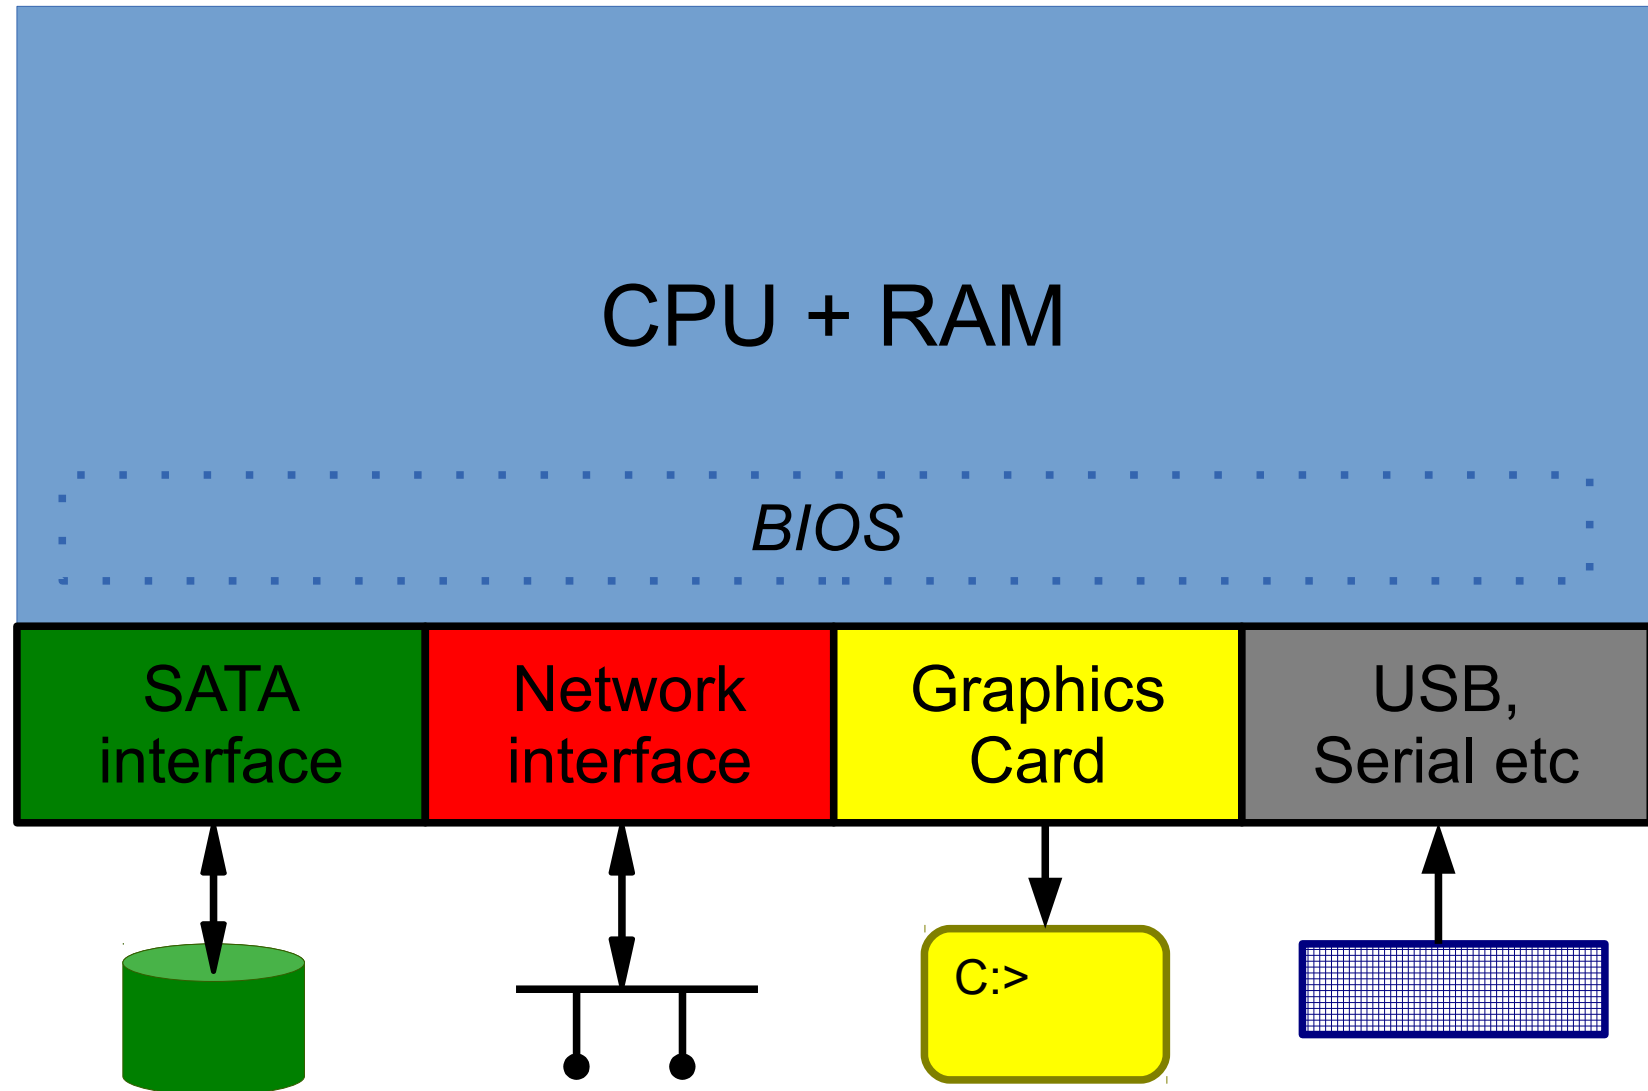 CPU + RAM
BIOS
SATA
interface
Network
interface
Graphics
Card
USB,
Serial etc
C:>